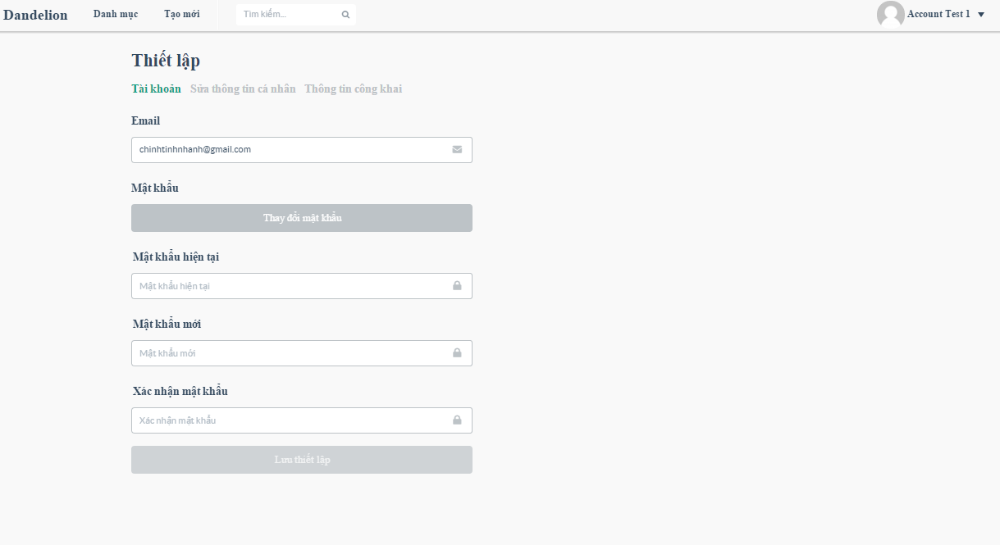 Dandelion Danh mục Tạo mới Tìm kiếm... Account Test 1
Thiết lập
Tài khoản Sửa thông tin cá nhân Thông tin công khai
Email
chinhtinhnhanh@gmail.com
Mật khẩu
Thay đổi mật khẩu
Mật khẩu hiện tại
Mật khẩu hiện tại
Mật khẩu mới
Mật khẩu mới
Xác nhận mật khẩu
Xác nhận mật khẩu
Lưu thiết lập